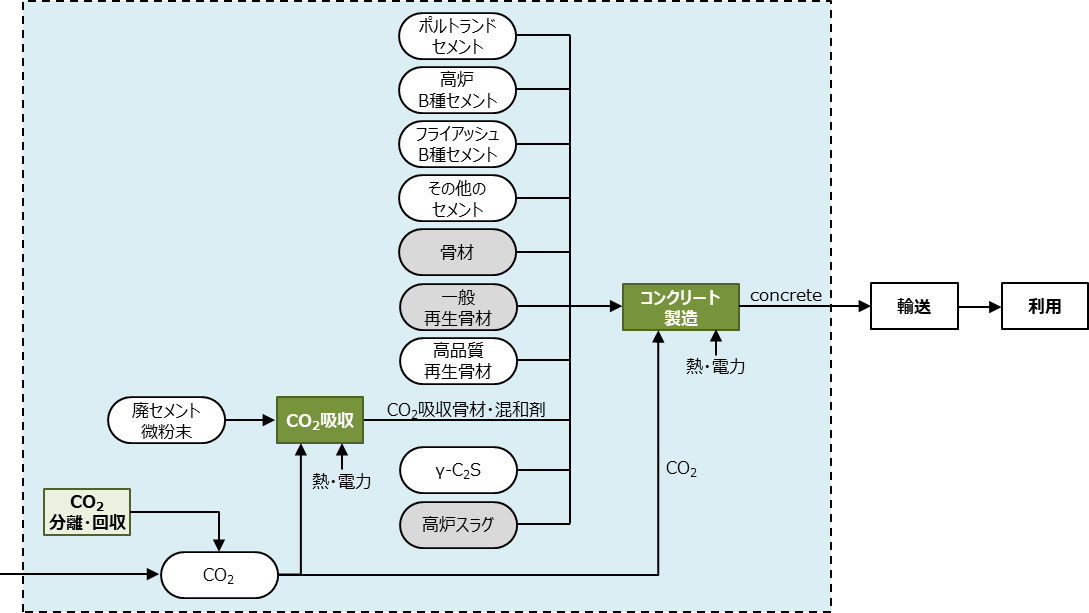 ポルトランド
セメント
高炉
B種セメント
フライアッシュ
B種セメント
その他の
セメント
骨材
一般
再生骨材
高品質
再生骨材
コンクリート
製造
concrete
輸送
利用
熱・電力
廃セメント
微粉末
CO₂吸収
CO₂吸収骨材・混和剤
熱・電力
γ-C₂S
CO₂
高炉スラグ
CO₂
分離・回収
CO₂